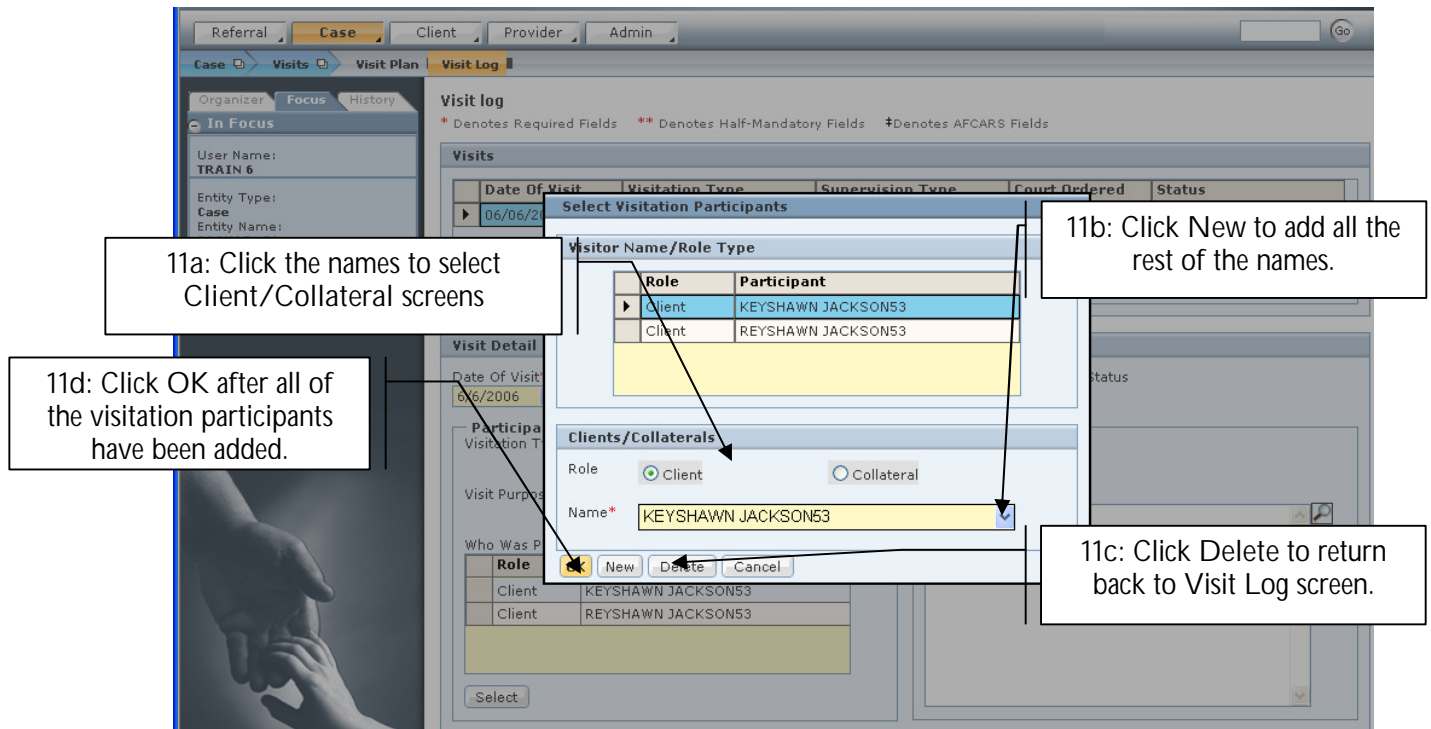 Referral Case Client Provider Admin Go
Case Visits Visit Plan Visit Log
Organizer Focus History
In Focus
User Name:
TRAIN 6
Entity Type:
Case
Entity Name:
Visit log
* Denotes Required Fields ** Denotes Half-Mandatory Fields ‡Denotes AFCARS Fields
Visits
Date Of Visit Visitation Type Supervision Type Court Ordered Status
06/06/20
Select Visitation Participants
Visitor Name/Role Type
Role Participant
Client KEYSHAWN JACKSON53
Client REYSHAWN JACKSON53
Clients/Collaterals
Role Client Collateral
Name* KEYSHAWN JACKSON53
OK New Delete Cancel
11a: Click the names to select
Client/Collateral screens
11b: Click New to add all the
rest of the names.
11d: Click OK after all of
the visitation participants
have been added.
11c: Click Delete to return
back to Visit Log screen.
Visit Detail
Date Of Visit*
6/6/2006
Status
Participa
Visitation T
Visit Purpos
Who Was P
Role
Client KEYSHAWN JACKSON53
Client REYSHAWN JACKSON53
Select